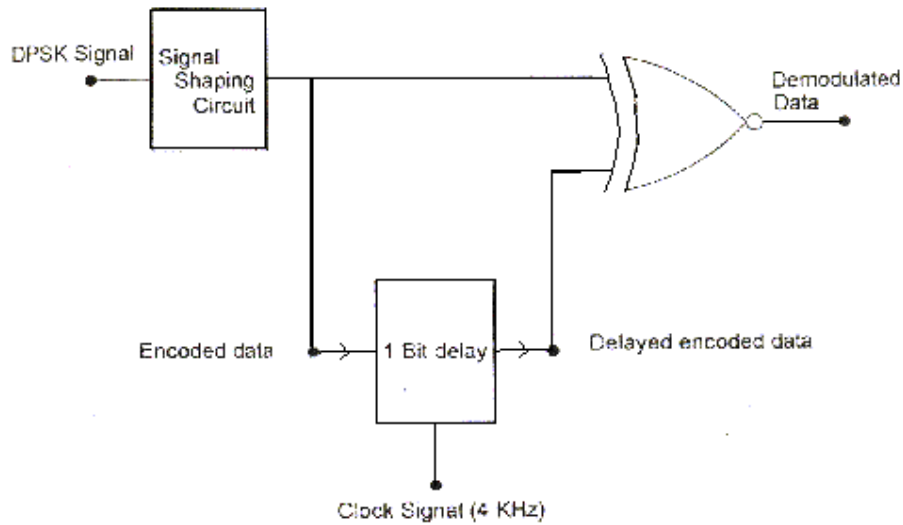 DPSK Signal
Signal
Shaping
Circuit
Demodulated
Data
Encoded data
1 Bit delay
Delayed encoded data
Clock Signal (4 KHz)